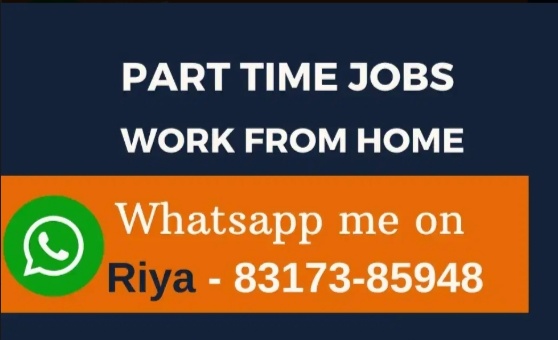 PART TIME JOBS
WORK FROM HOME
Whatsapp me on
Riya - 83173-85948